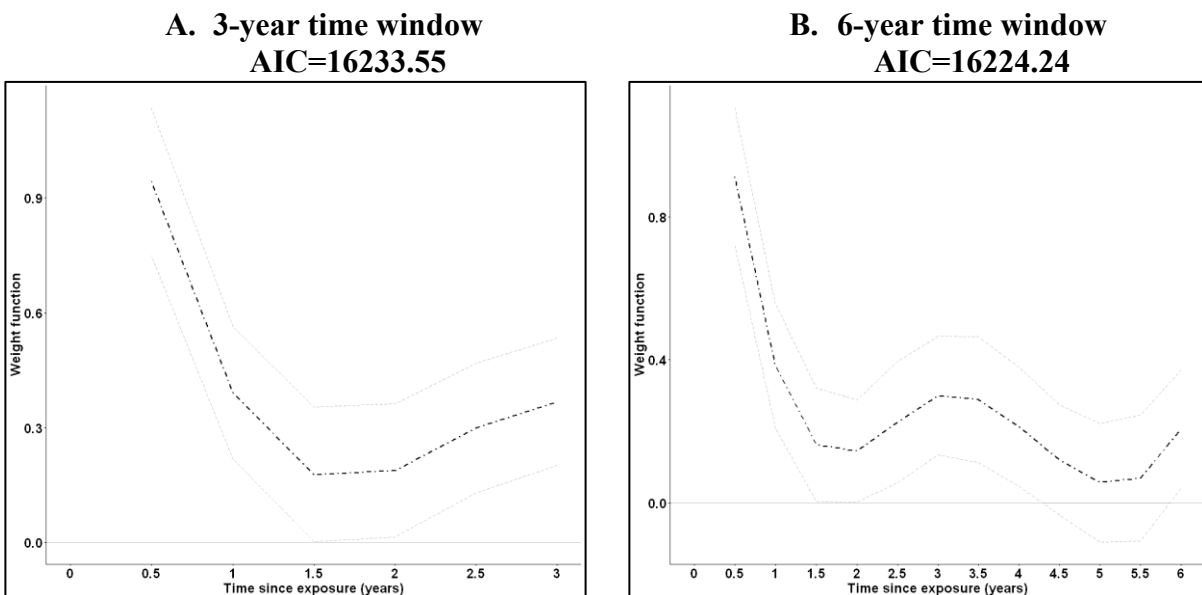 A. 3-year time window
AIC=16233.55
Weight function
0.9
0.6
0.3
0.0
0 0.5 1 1.5 2 2.5 3
Time since exposure (years)
B. 6-year time window
AIC=16224.24
Weight function
0.8
0.4
0.0
0 0.5 1 1.5 2 2.5 3 3.5 4 4.5 5 5.5 6
Time since exposure (years)